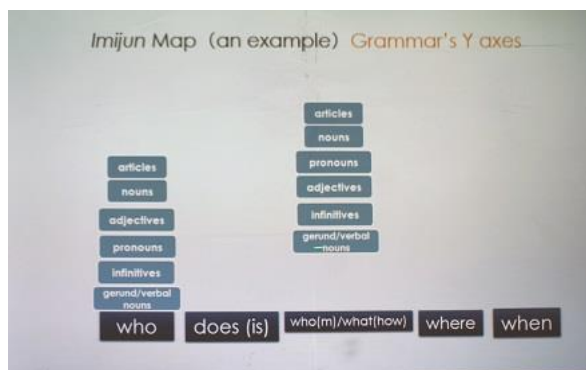 Imijun Map (an example) Grammar's Y axes
articles
nouns
adjectives
pronouns
infinitives
gerund/verbal
nouns
articles
nouns
pronouns
adjectives
infinitives
gerund/verbal
nouns
who
does (is)
who(m)/what(how)
where
when